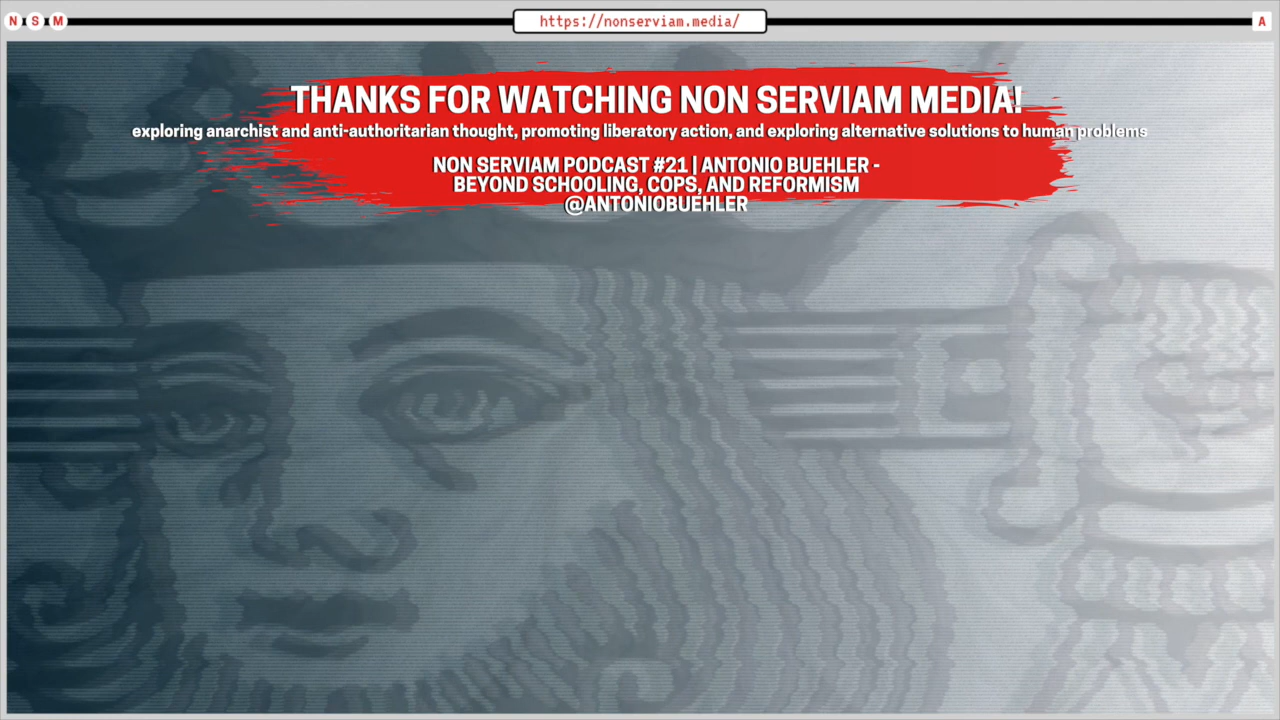 N S M
https://nonserviam.media/
A
THANKS FOR WATCHING NON SERVIAM MEDIA!
exploring anarchist and anti-authoritarian thought, promoting liberatory action, and exploring alternative solutions to human problems
NON SERVIAM PODCAST #21 | ANTONIO BUEHLER -
BEYOND SCHOOLING, COPS, AND REFORMISM
@ANTONIOBUEHLER